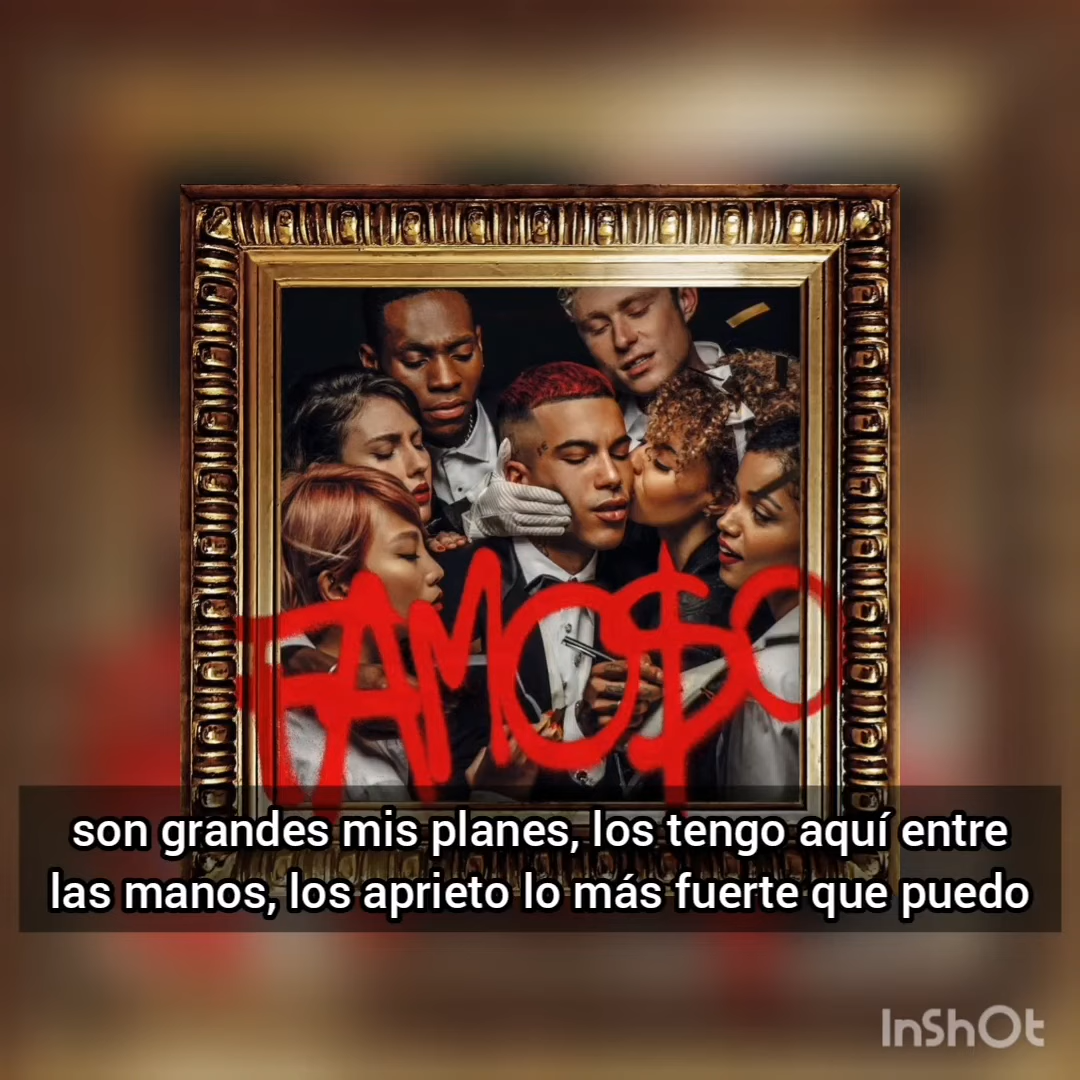 FAMO$O
son grandes mis planes, los tengo aquí entre
las manos, los aprieto lo más fuerte que puedo
InShOt